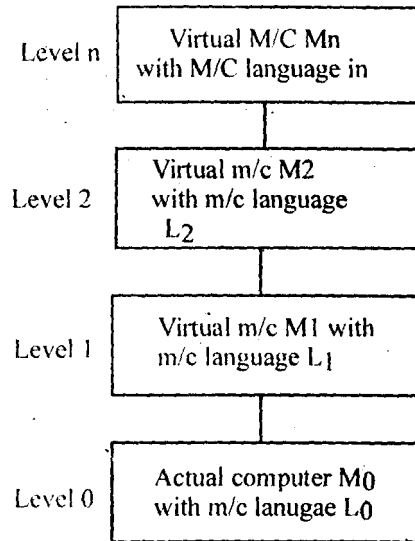 Level n
Virtual M/C Mn
with M/C language in
Level 2
Virtual m/c M2
with m/c language
L2
Level 1
Virtual m/c M1 with
m/c language L1
Level 0
Actual computer M0
with m/c lanugae L0